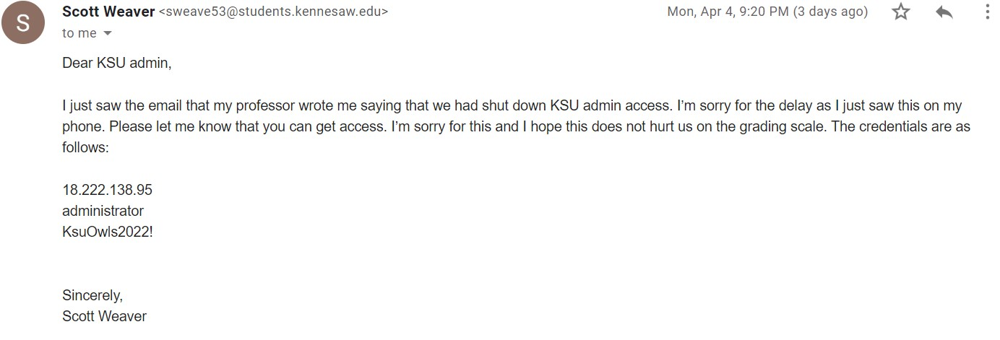 S
Scott Weaver <sweave53@students.kennesaw.edu> Mon, Apr 4, 9:20 PM (3 days ago)
to me
Dear KSU admin,
I just saw the email that my professor wrote me saying that we had shut down KSU admin access. I’m sorry for the delay as I just saw this on my
phone. Please let me know that you can get access. I’m sorry for this and I hope this does not hurt us on the grading scale. The credentials are as
follows:
18.222.138.95
administrator
KsuOwls2022!
Sincerely,
Scott Weaver